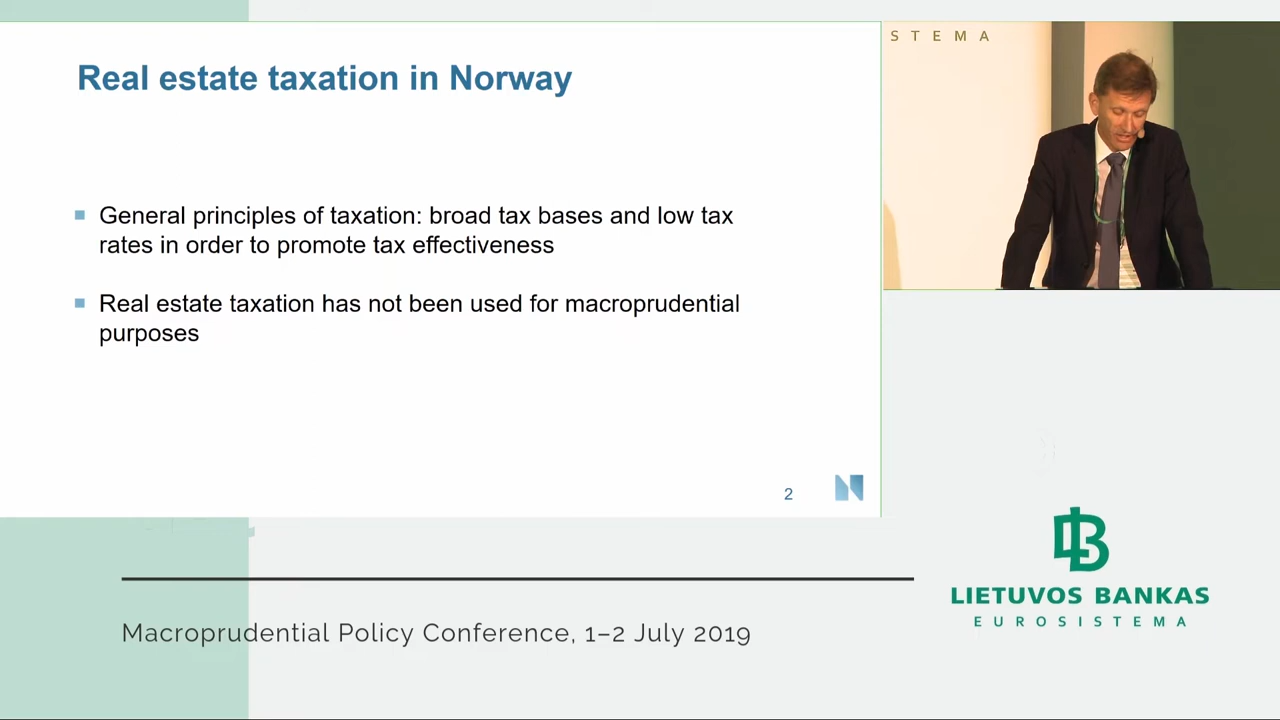 Real estate taxation in Norway
General principles of taxation: broad tax bases and low tax
rates in order to promote tax effectiveness
Real estate taxation has not been used for macroprudential
purposes
2
STEMA
LIETUVOS BANKAS
EUROSISTEMA
Macroprudential Policy Conference, 1–2 July 2019